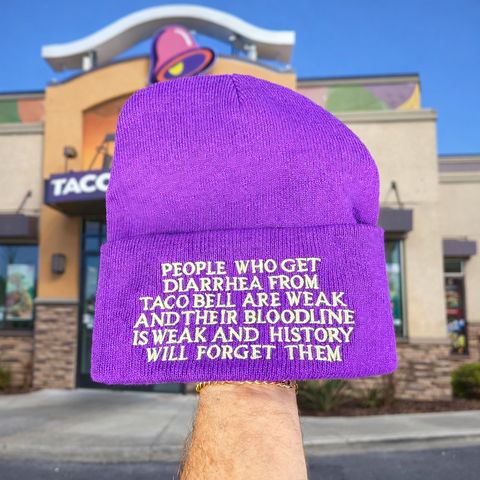 TACO
PEOPLE WHO GET
DIARRHEA FROM
TACO BELL ARE WEAK
AND THEIR BLOODLINE
IS WEAK AND HISTORY
WILL FORGET THEM